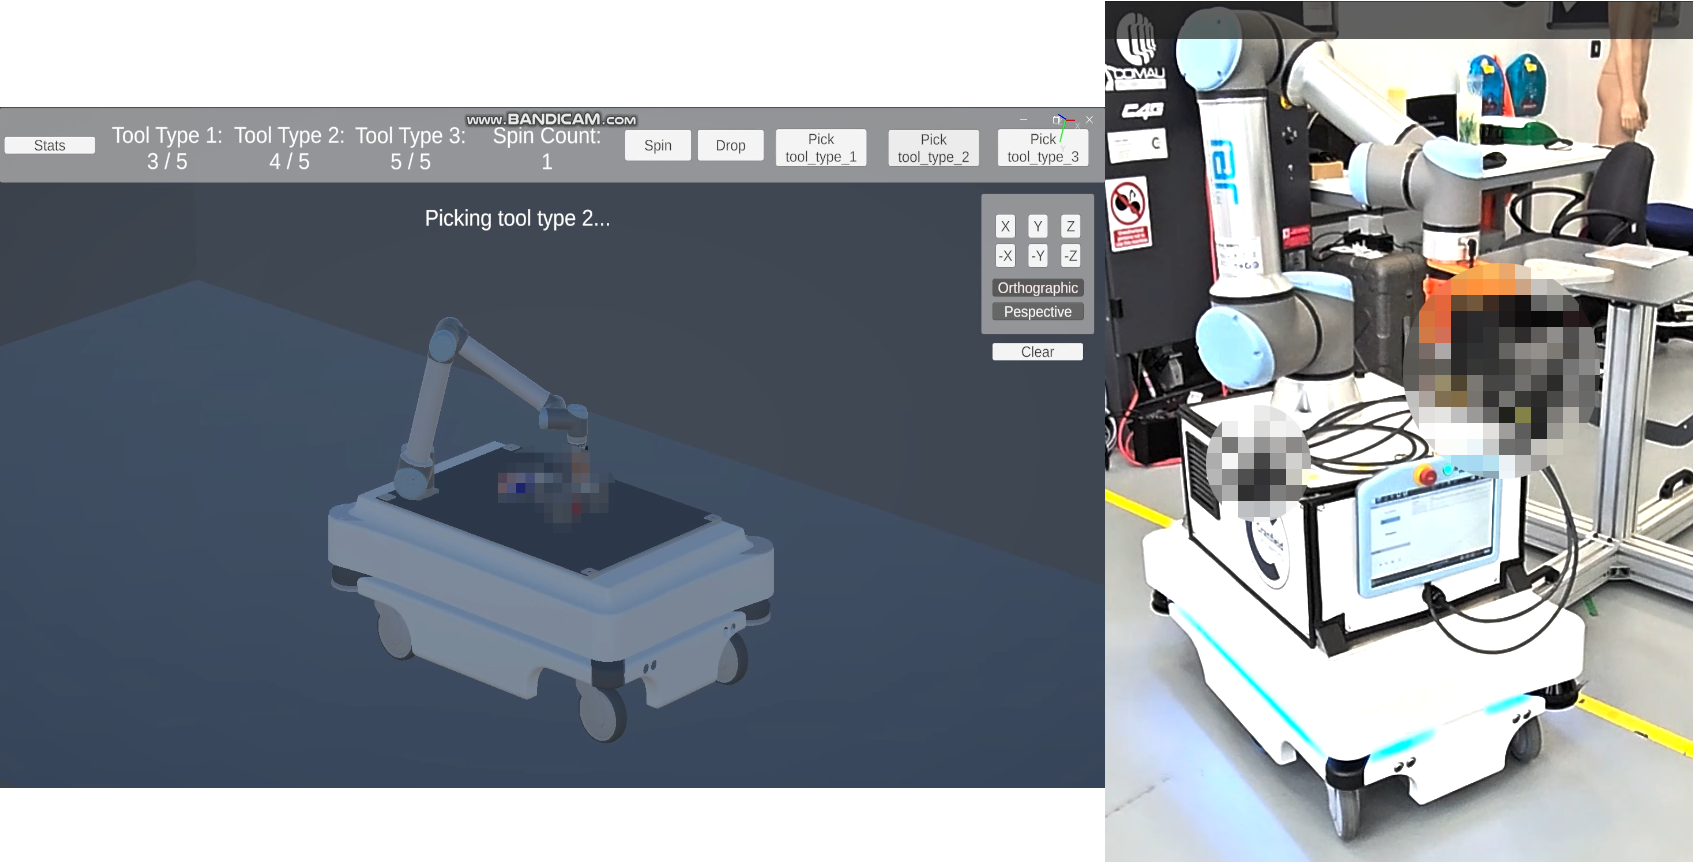 www.BANDICAM.com
Stats
Tool Type 1:
3 / 5
Tool Type 2:
4 / 5
Tool Type 3:
5 / 5
Spin Count:
1
Spin
Drop
Pick
tool_type_1
Pick
tool_type_2
Pick
tool_type_3
Picking tool type 2...
X
Y
Z
-X
-Y
-Z
Orthographic
Pespective
Clear
COMAU
C4G